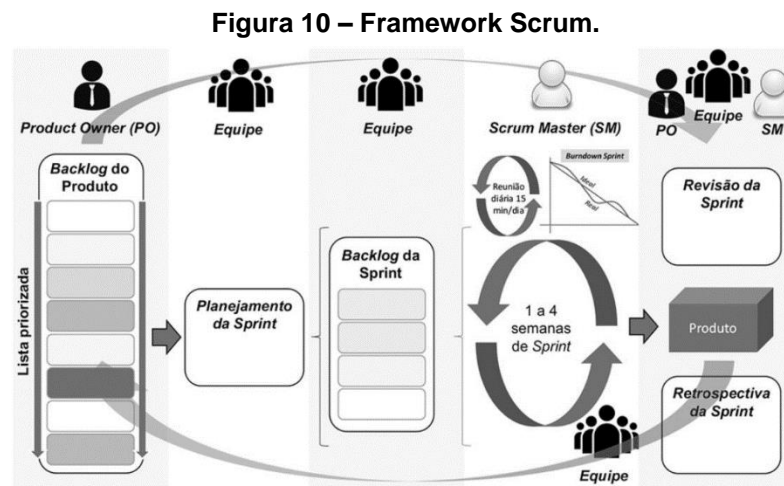 Figura 10 – Framework Scrum.
Product Owner (PO)
Equipe
Equipe
Scrum Master (SM)
PO
Equipe
SM
Backlog do
Produto
Lista priorizada
Planejamento
da Sprint
Backlog da
Sprint
Reunião
diária 15
min/dia
Burndown Sprint
Ideal
Real
1 a 4
semanas
de Sprint
Equipe
Revisão da
Sprint
Produto
Retrospectiva
da Sprint